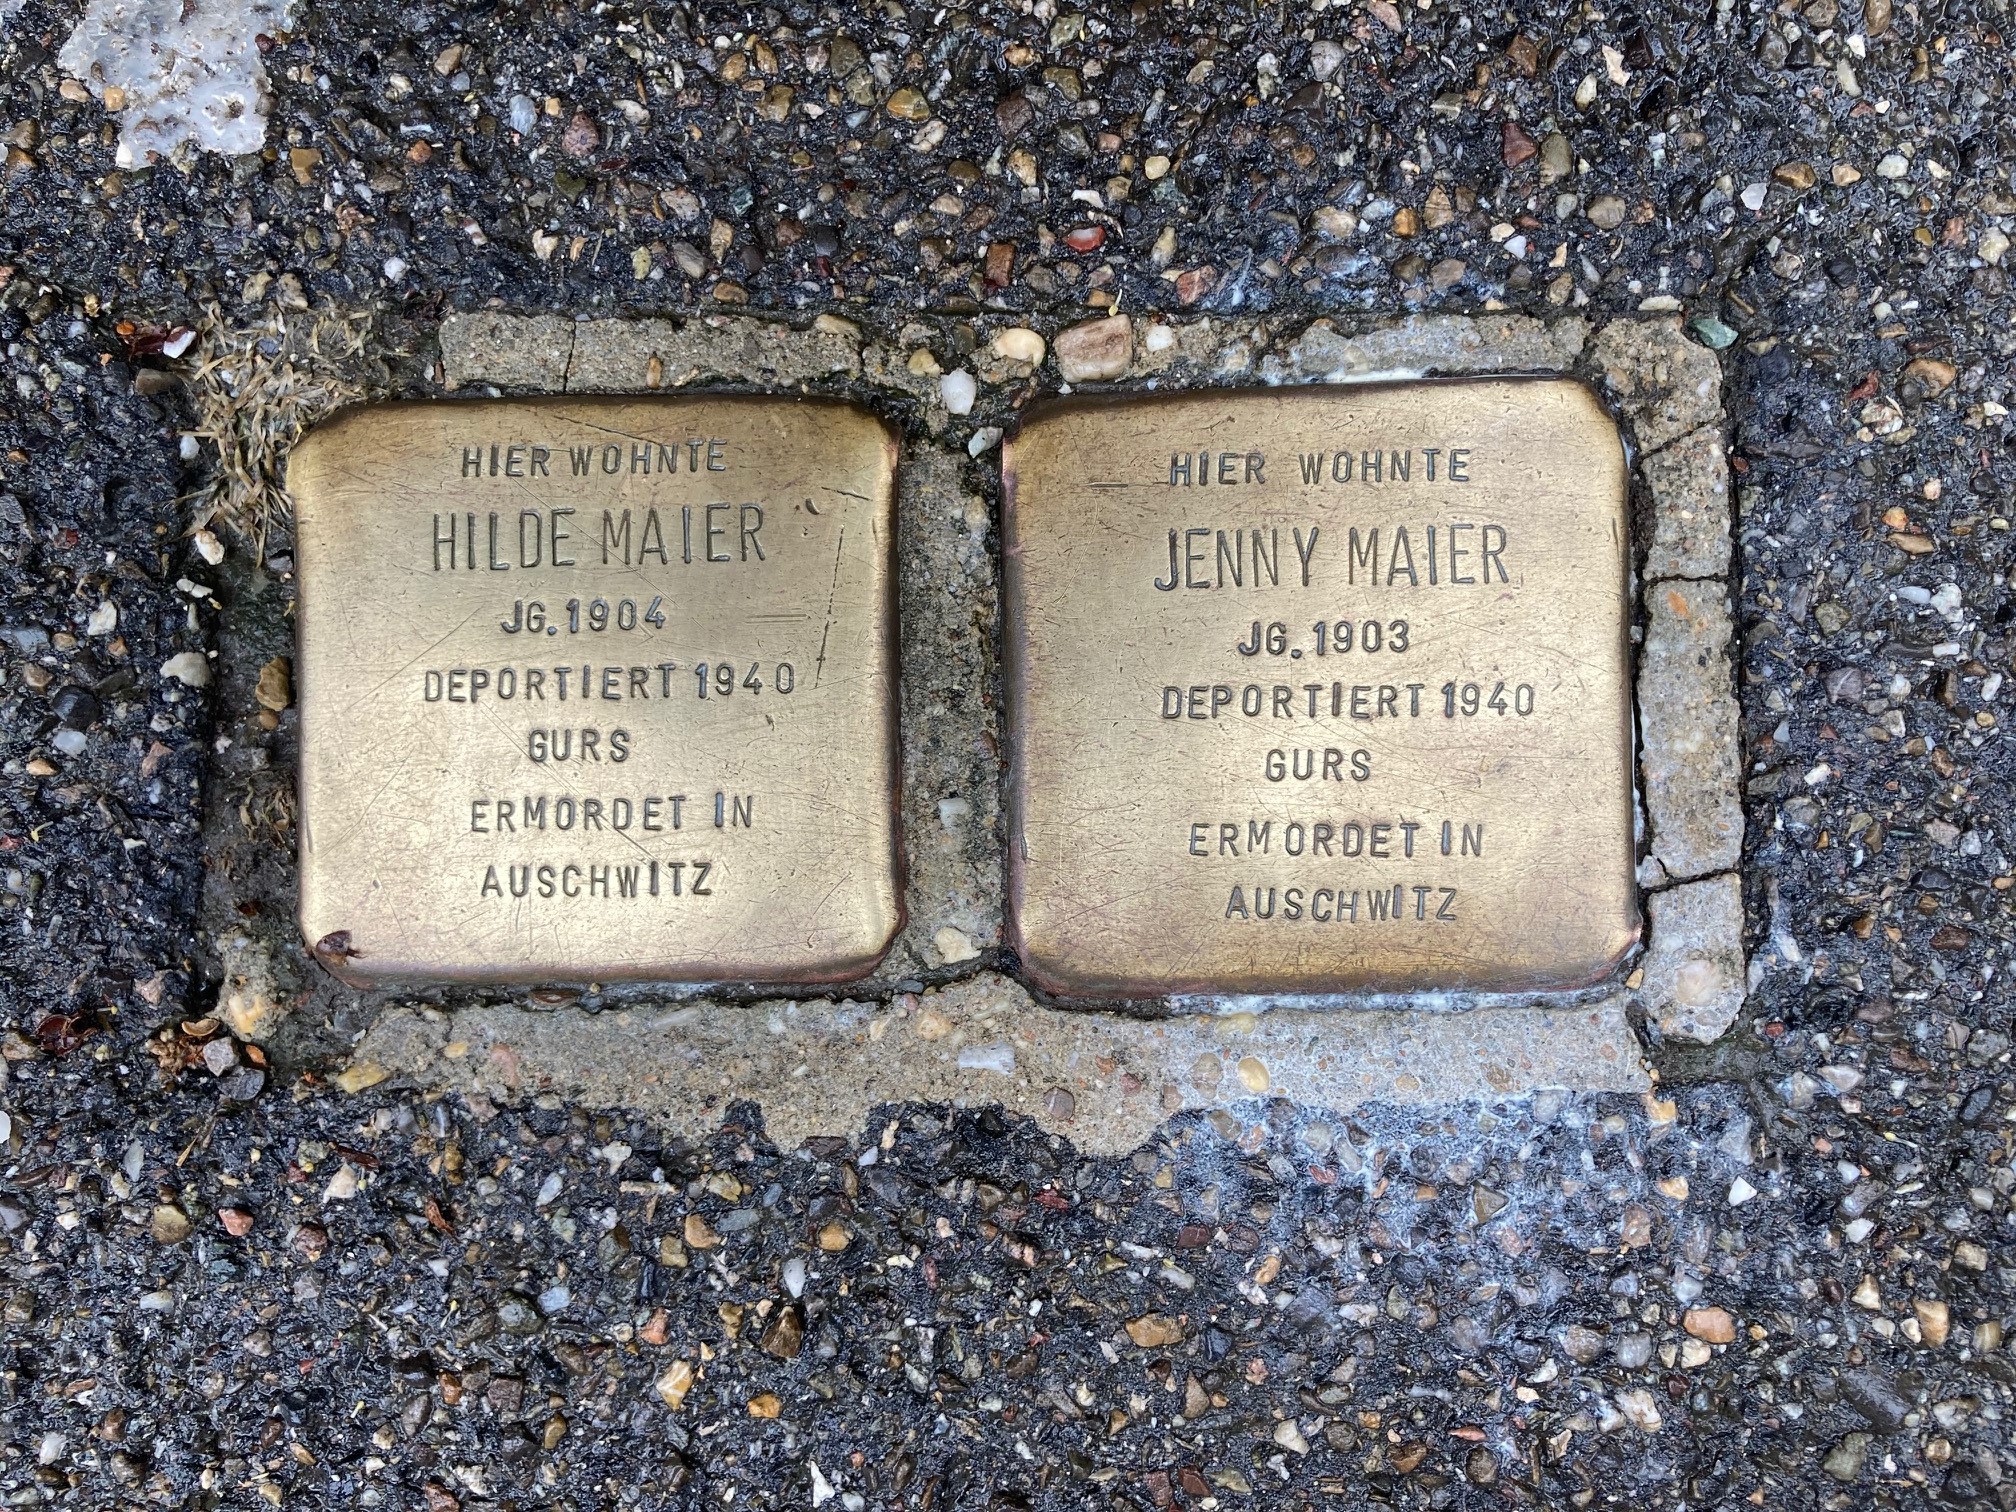 HIER WOHNTE
HILDE MAIER
JG. 1904
DEPORTIERT 1940
GURS
ERMORDET IN
AUSCHWITZ
HIER WOHNTE
JENNY MAIER
JG. 1903
DEPORTIERT 1940
GURS
ERMORDET IN
AUSCHWITZ